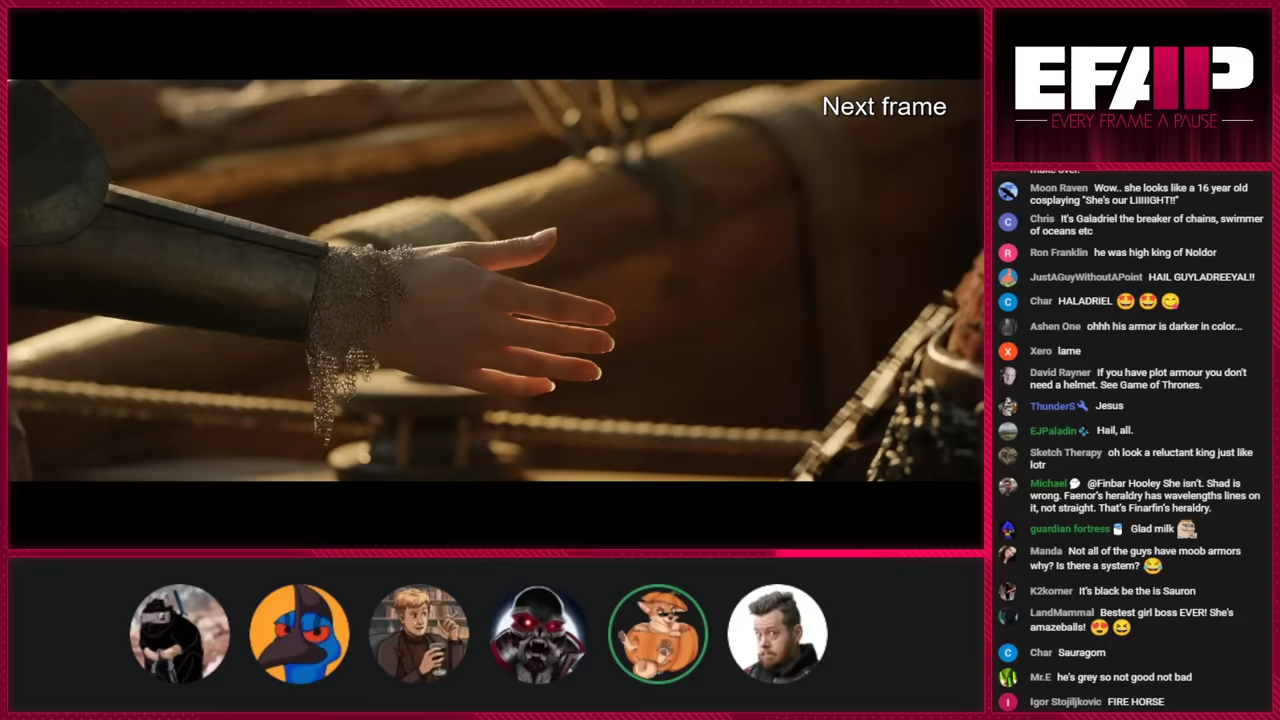 Next frame
EFAP
EVERY FRAME A PAUSE
make over.
Moon Raven Wow.. she looks like a 16 year old
cosplaying "She's our LIIIIIGHT!!"
C Chris It's Galadriel the breaker of chains, swimmer
of oceans etc
R Ron Franklin he was high king of Noldor
JustAGuyWithoutAPoint HAIL GUYLADREEYAL!!
C Char HALADRIEL 🤩 🤩 😋
Ashen One ohhh his armor is darker in color...
X Xero lame
David Rayner If you have plot armour you don't
need a helmet. See Game of Thrones.
ThunderS Jesus
EJPaladin Hail, all.
Sketch Therapy oh look a reluctant king just like
lotr
Michael @Finbar Hooley She isn't. Shad is
wrong. Faenor's heraldry has wavelengths lines on
it, not straight. That's Finarfin's heraldry.
guardian fortress Glad milk
Manda Not all of the guys have moob armors
why? Is there a system? 😂
K2korner It's black be the is Sauron
LandMammal Bestest girl boss EVER! She's
amazeballs! 😍 😆
C Char Sauragorn
Mr.E he's grey so not good not bad
I Igor Stojiljkovic FIRE HORSE